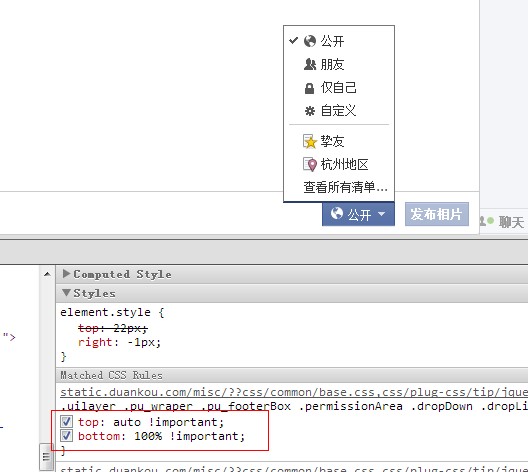 公开
朋友
仅自己
自定义
挚友
杭州地区
查看所有清单...
公开
发布相片
聊天
Computed Style
Styles
element.style {
top: 22px;
right: -1px;
}
">
Matched CSS Rules
static.duankou.com/misc/??css/common/base.css,css/plug-css/tip/jque
.uilayer .pu_wraper .pu_footerBox .permissionArea .dropDown .dropLi
top: auto !important;
bottom: 100% !important;
}
static.duankou.com/misc/??css/common/base.css,css/plug-css/tip/jque